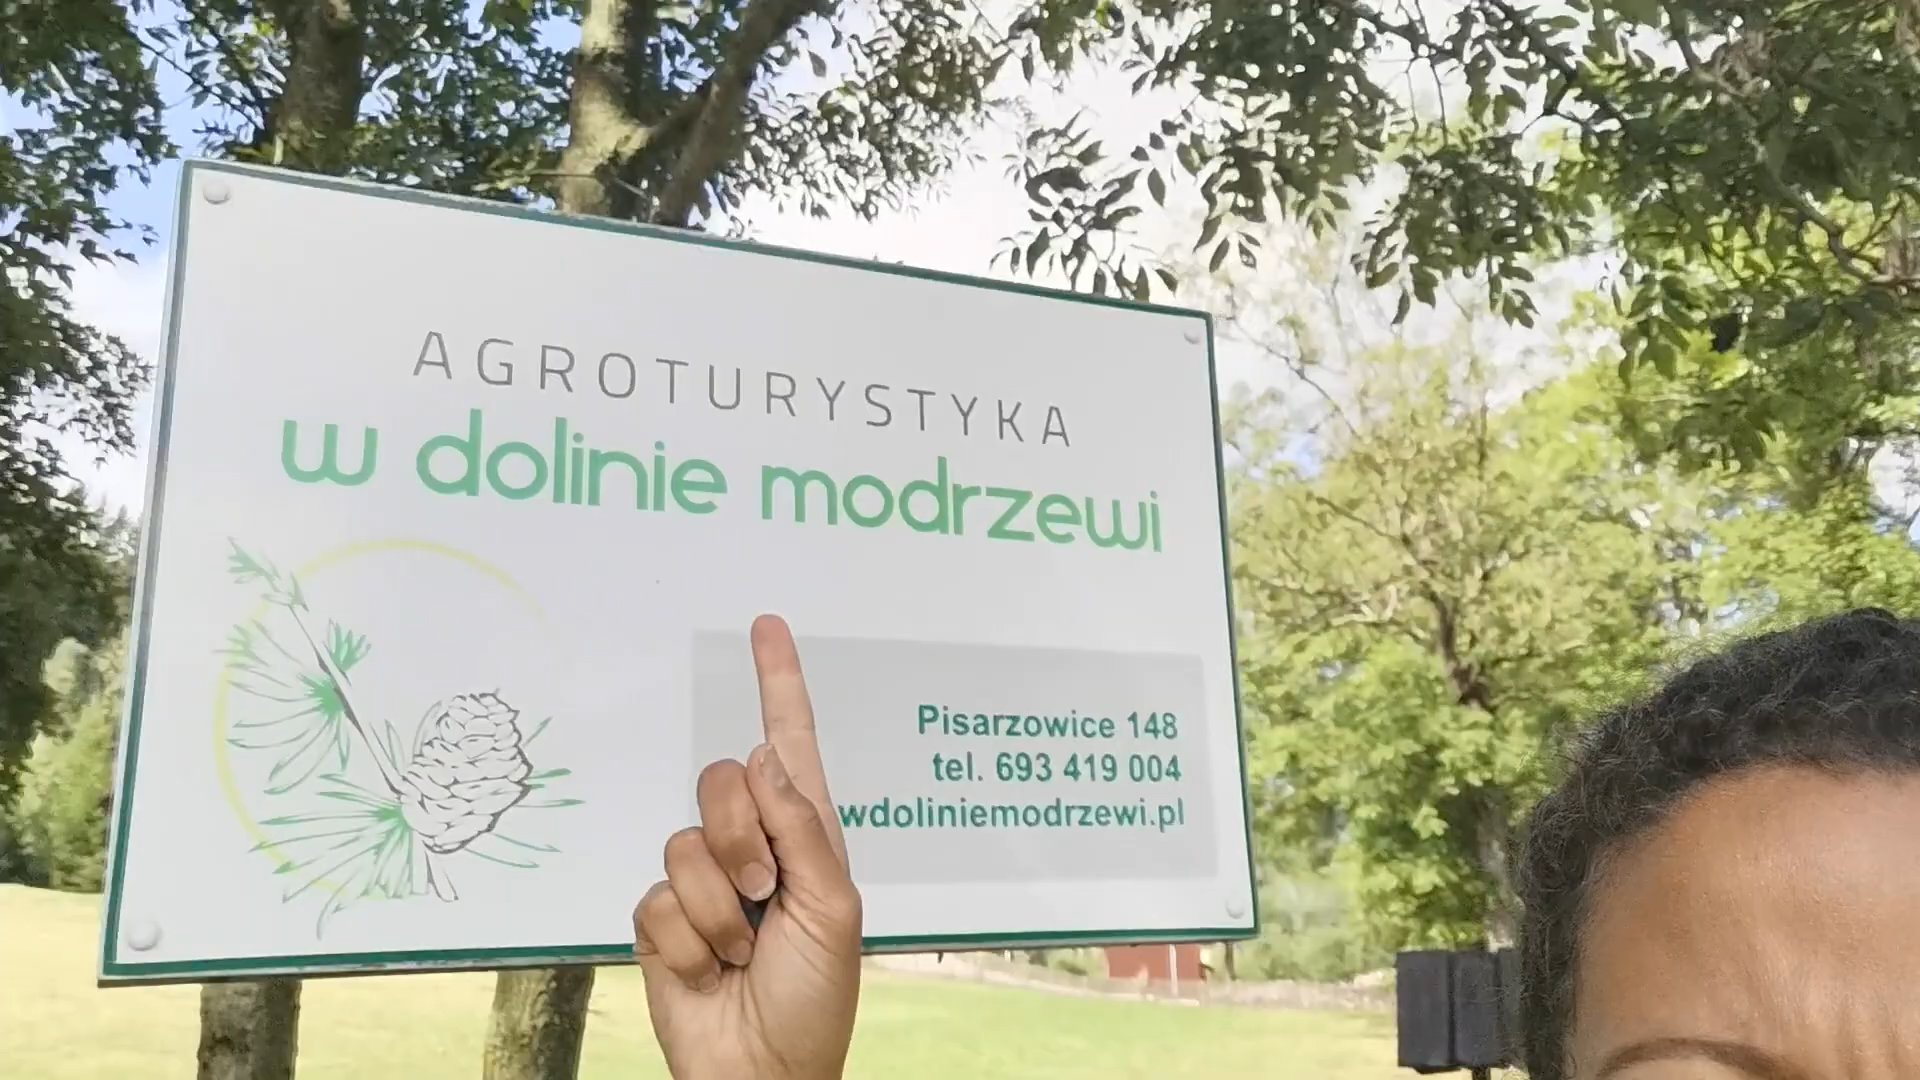 AGROTURYSTYKA
w dolinie modrzewi
Pisarzowice 148
tel. 693 419 004
wdoliniemodrzewi.pl